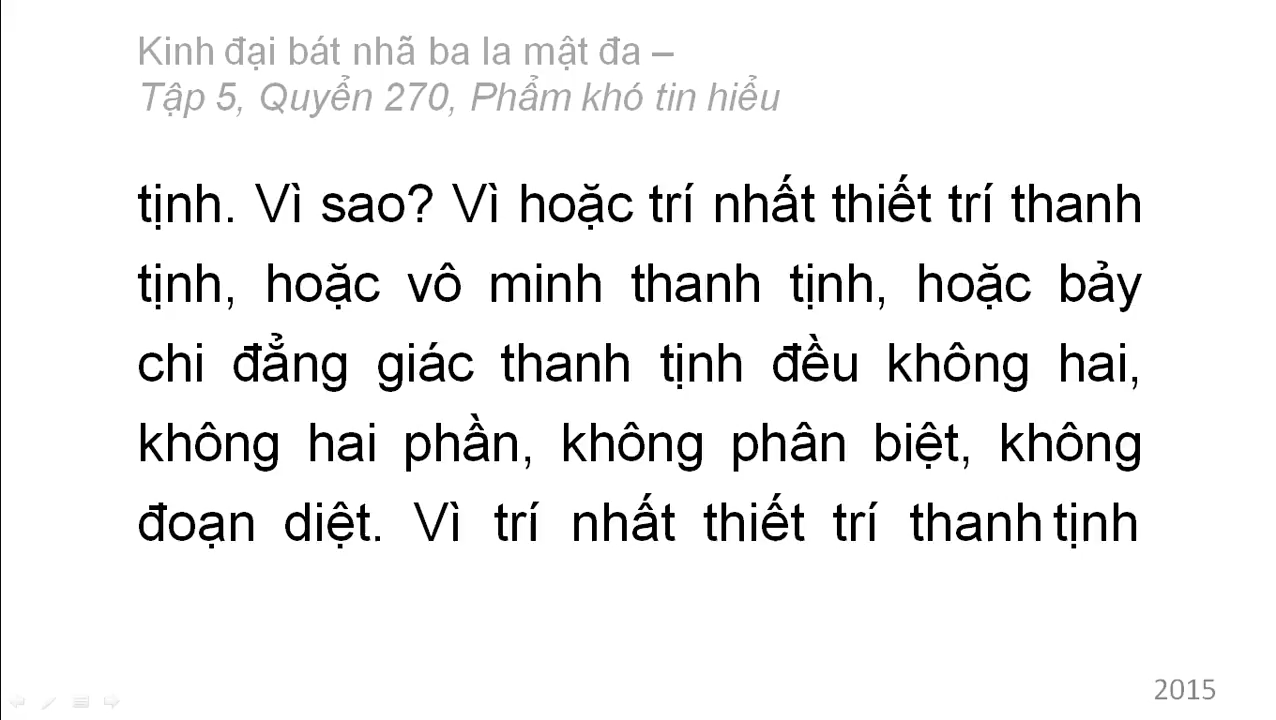 Kinh đại bát nhã ba la mật đa –
Tập 5, Quyển 270, Phẩm khó tin hiểu
tịnh. Vì sao? Vì hoặc trí nhất thiết trí thanh
tịnh, hoặc vô minh thanh tịnh, hoặc bảy
chi đẳng giác thanh tịnh đều không hai,
không hai phần, không phân biệt, không
đoạn diệt. Vì trí nhất thiết trí thanh tịnh
2015